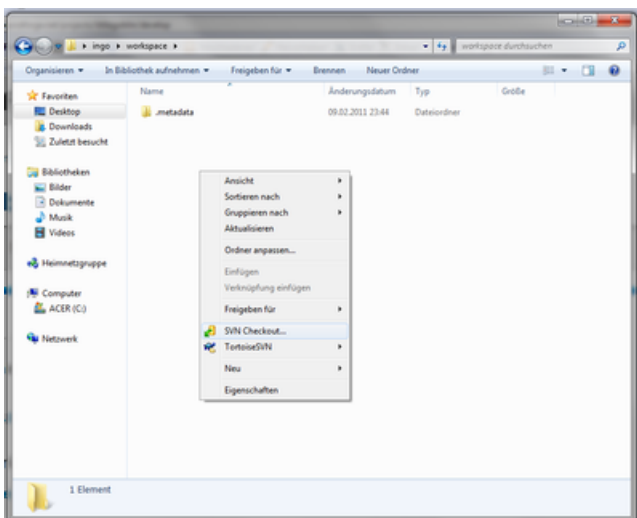 ingo ▸ workspace ▸
workspace durchsuchen
Organisieren In Bibliothek aufnehmen Freigeben für Brennen Neuer Ordner
Name Änderungsdatum Typ Größe
.metadata 09.02.2011 23:44 Dateiordner
Favoriten
Desktop
Downloads
Zuletzt besucht
Bibliotheken
Bilder
Dokumente
Musik
Videos
Heimnetzgruppe
Computer
ACER (C:)
Netzwerk
Ansicht
Sortieren nach
Gruppieren nach
Aktualisieren
Ordner anpassen...
Einfügen
Verknüpfung einfügen
Freigeben für
SVN Checkout...
TortoiseSVN
Neu
Eigenschaften
1 Element